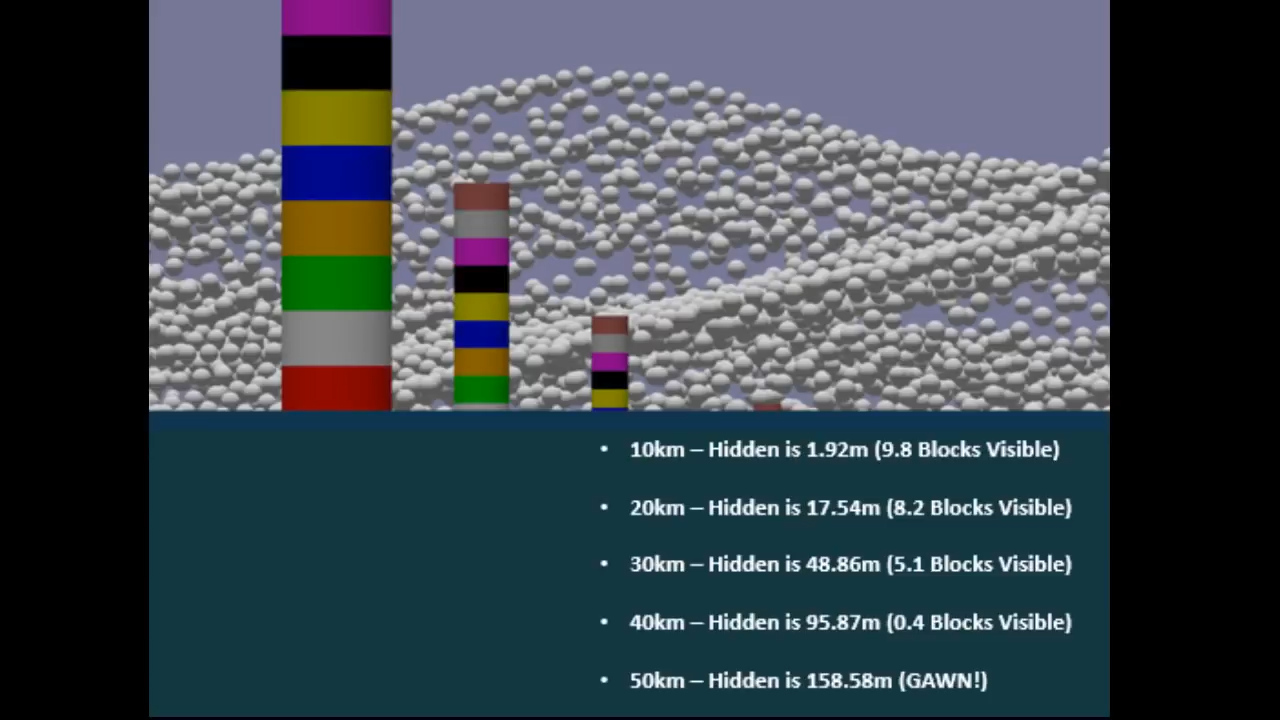 • 10km – Hidden is 1.92m (9.8 Blocks Visible)
• 20km – Hidden is 17.54m (8.2 Blocks Visible)
• 30km – Hidden is 48.86m (5.1 Blocks Visible)
• 40km – Hidden is 95.87m (0.4 Blocks Visible)
• 50km – Hidden is 158.58m (GAWN!)